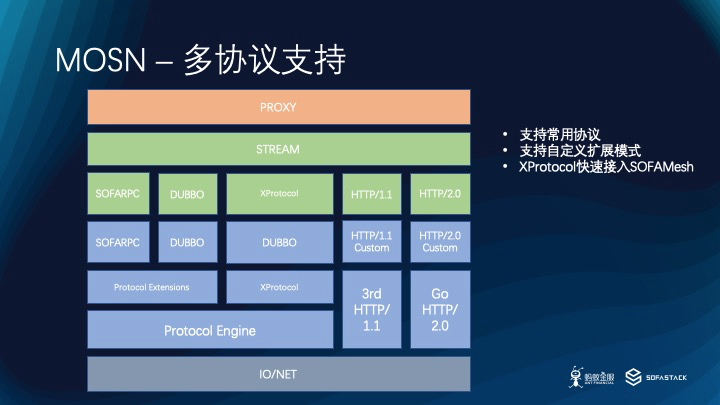 MOSN – 多协议支持
PROXY
STREAM
SOFARPC
DUBBO
XProtocol
HTTP/1.1
HTTP/2.0
SOFARPC
DUBBO
DUBBO
HTTP/1.1
Custom
HTTP/2.0
Custom
Protocol Extensions
XProtocol
3rd
HTTP/
1.1
Go
HTTP/
2.0
Protocol Engine
IO/NET
• 支持常用协议
• 支持自定义扩展模式
• XProtocol快速接入SOFAMesh
蚂蚁金服
ANT FINANCIAL
SOFASTACK